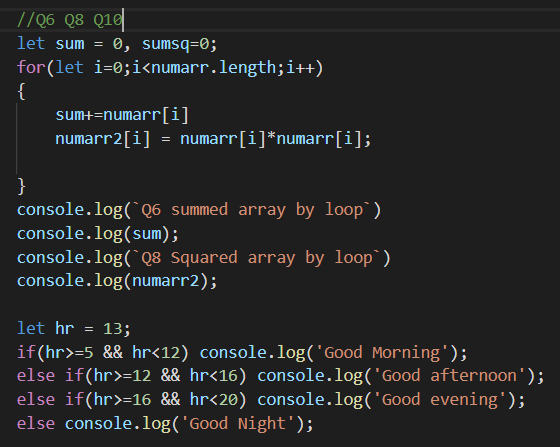 //Q6 Q8 Q10
let sum = 0, sumsq=0;
for(let i=0;i<numarr.length;i++)
{
    sum+=numarr[i]
    numarr2[i] = numarr[i]*numarr[i];
}
console.log(`Q6 summed array by loop`)
console.log(sum);
console.log(`Q8 Squared array by loop`)
console.log(numarr2);
let hr = 13;
if(hr>=5 && hr<12) console.log('Good Morning');
else if(hr>=12 && hr<16) console.log('Good afternoon');
else if(hr>=16 && hr<20) console.log('Good evening');
else console.log('Good Night');